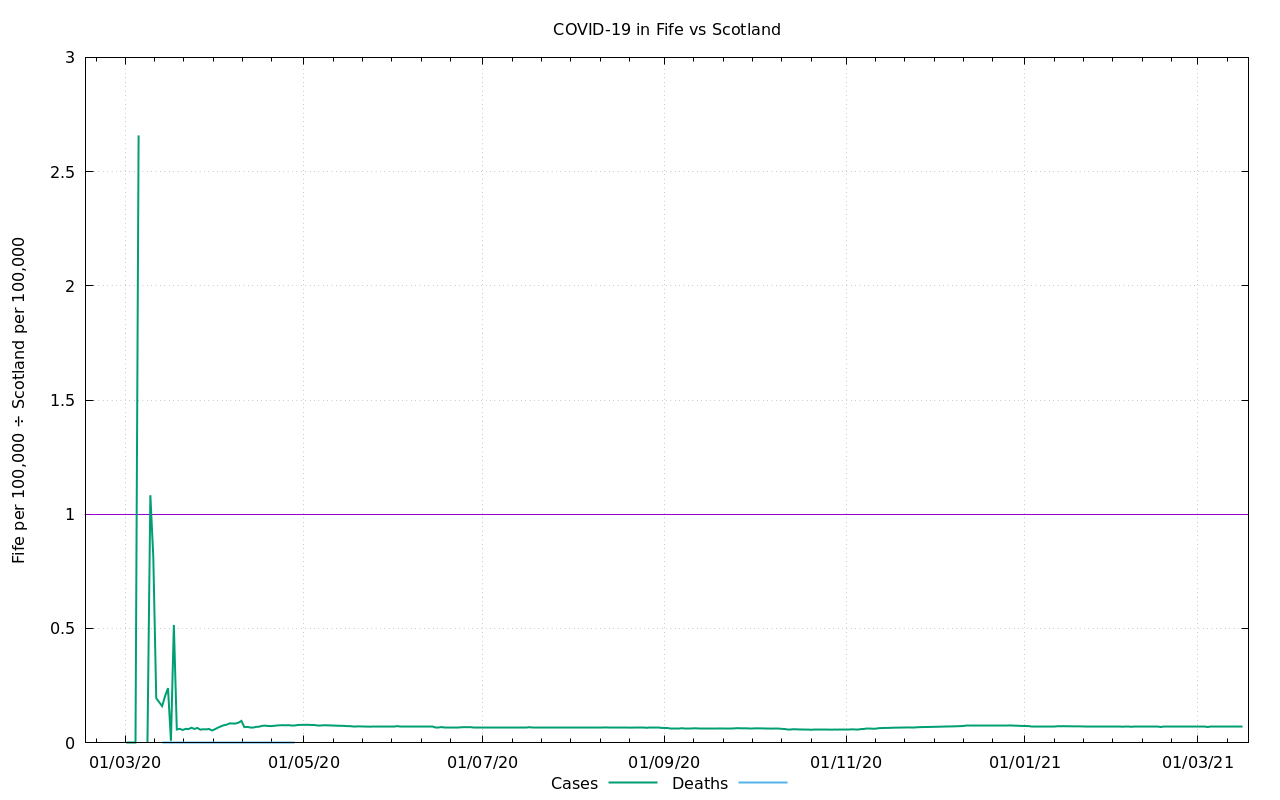 COVID-19 in Fife vs Scotland
Fife per 100,000 ÷ Scotland per 100,000
3
2.5
2
1.5
1
0.5
0
01/03/20 01/05/20 01/07/20 01/09/20 01/11/20 01/01/21 01/03/21
Cases Deaths